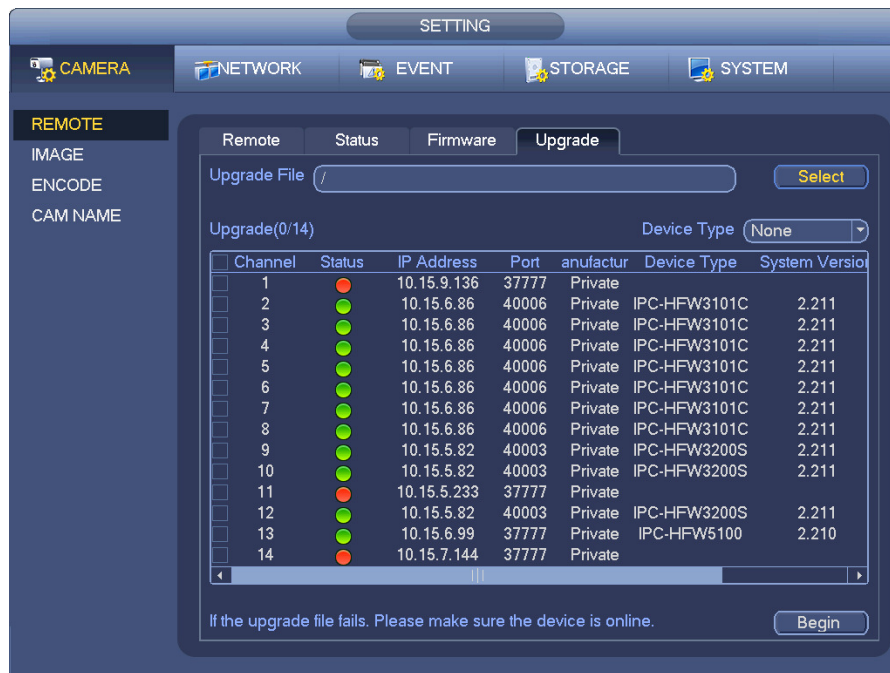 SETTING
CAMERA NETWORK EVENT STORAGE SYSTEM
REMOTE
IMAGE
ENCODE
CAM NAME
Remote Status Firmware Upgrade
Upgrade File / Select
Upgrade(0/14) Device Type None
Channel Status IP Address Port anufactur Device Type System Version
1 10.15.9.136 37777 Private
2 10.15.6.86 40006 Private IPC-HFW3101C 2.211
3 10.15.6.86 40006 Private IPC-HFW3101C 2.211
4 10.15.6.86 40006 Private IPC-HFW3101C 2.211
5 10.15.6.86 40006 Private IPC-HFW3101C 2.211
6 10.15.6.86 40006 Private IPC-HFW3101C 2.211
7 10.15.6.86 40006 Private IPC-HFW3101C 2.211
8 10.15.6.86 40006 Private IPC-HFW3101C 2.211
9 10.15.5.82 40003 Private IPC-HFW3200S 2.211
10 10.15.5.82 40003 Private IPC-HFW3200S 2.211
11 10.15.5.233 37777 Private
12 10.15.5.82 40003 Private IPC-HFW3200S 2.211
13 10.15.6.99 37777 Private IPC-HFW5100 2.210
14 10.15.7.144 37777 Private
If the upgrade file fails. Please make sure the device is online. Begin